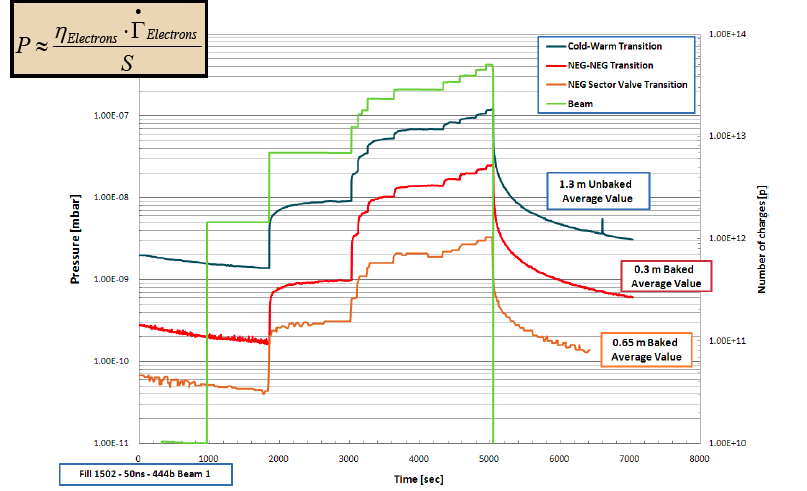 P ≈ η Electrons · Γ̇ Electrons / S
1.00E-07
1.00E-08
1.00E-09
1.00E-10
1.00E-11
Pressure [mbar]
1.00E+14
1.00E+13
1.00E+12
1.00E+11
1.00E+10
Number of charges [p]
Cold-Warm Transition
NEG-NEG Transition
NEG Sector Valve Transition
Beam
1.3 m Unbaked
Average Value
0.3 m Baked
Average Value
0.65 m Baked
Average Value
0 1000 2000 3000 4000 5000 6000 7000 8000
Time [sec]
Fill 1502 - 50ns - 444b Beam 1